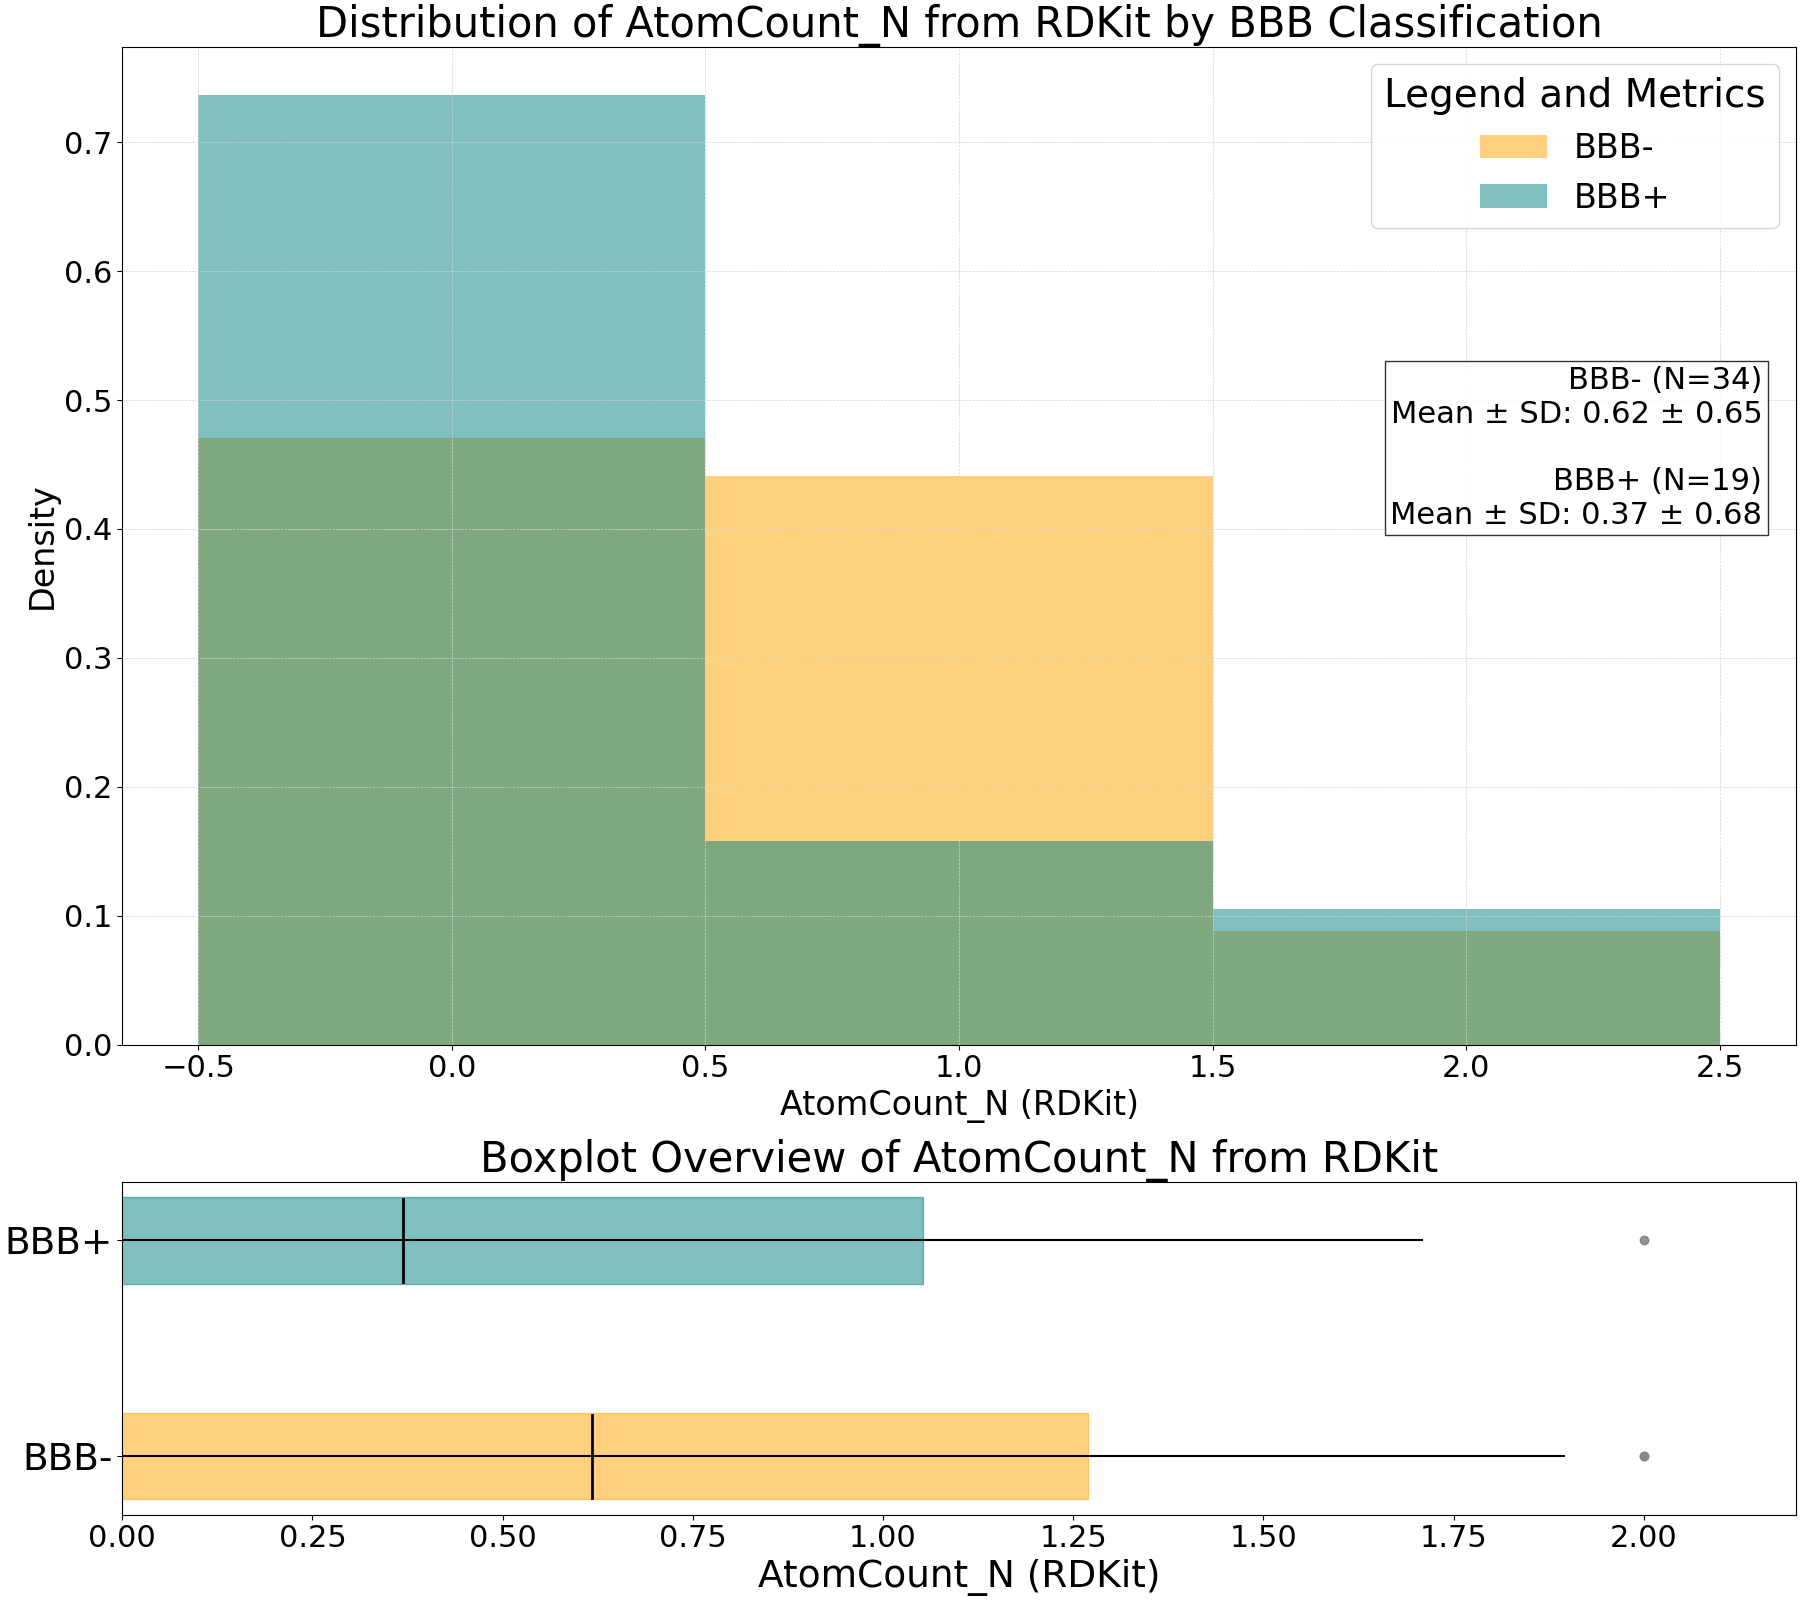 Distribution of AtomCount_N from RDKit by BBB Classification
Legend and Metrics
BBB-
BBB+
BBB- (N=34)
Mean ± SD: 0.62 ± 0.65
BBB+ (N=19)
Mean ± SD: 0.37 ± 0.68
Density
0.7
0.6
0.5
0.4
0.3
0.2
0.1
0.0
−0.5 0.0 0.5 1.0 1.5 2.0 2.5
AtomCount_N (RDKit)
Boxplot Overview of AtomCount_N from RDKit
BBB+
BBB-
0.00 0.25 0.50 0.75 1.00 1.25 1.50 1.75 2.00
AtomCount_N (RDKit)